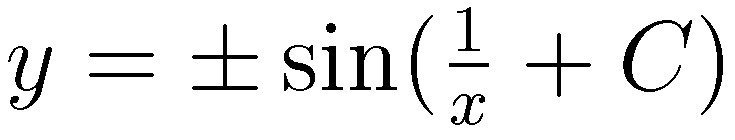 y = ± sin(1/x + C)